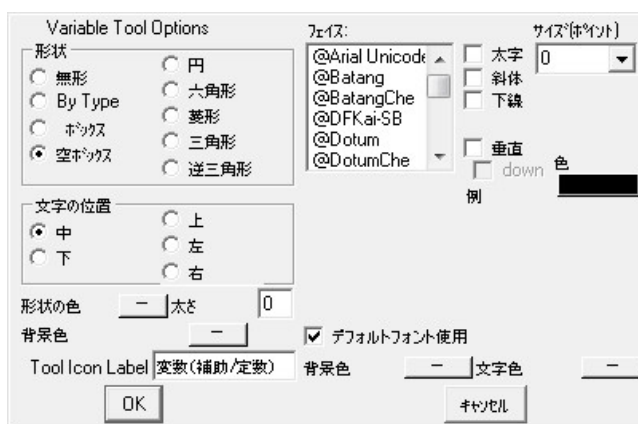 Variable Tool Options
形状
無形
By Type
ボックス
空ボックス
円
六角形
菱形
三角形
逆三角形
文字の位置
中
下
上
左
右
形状の色 太さ 0
背景色
Tool Icon Label 変数(補助/定数)
OK
フェイス:
@Arial Unicode
@Batang
@BatangChe
@DFKai-SB
@Dotum
@DotumChe
太字
斜体
下線
垂直
down
サイズ(ポイント)
0
色
例
デフォルトフォント使用
背景色 文字色
キャンセル